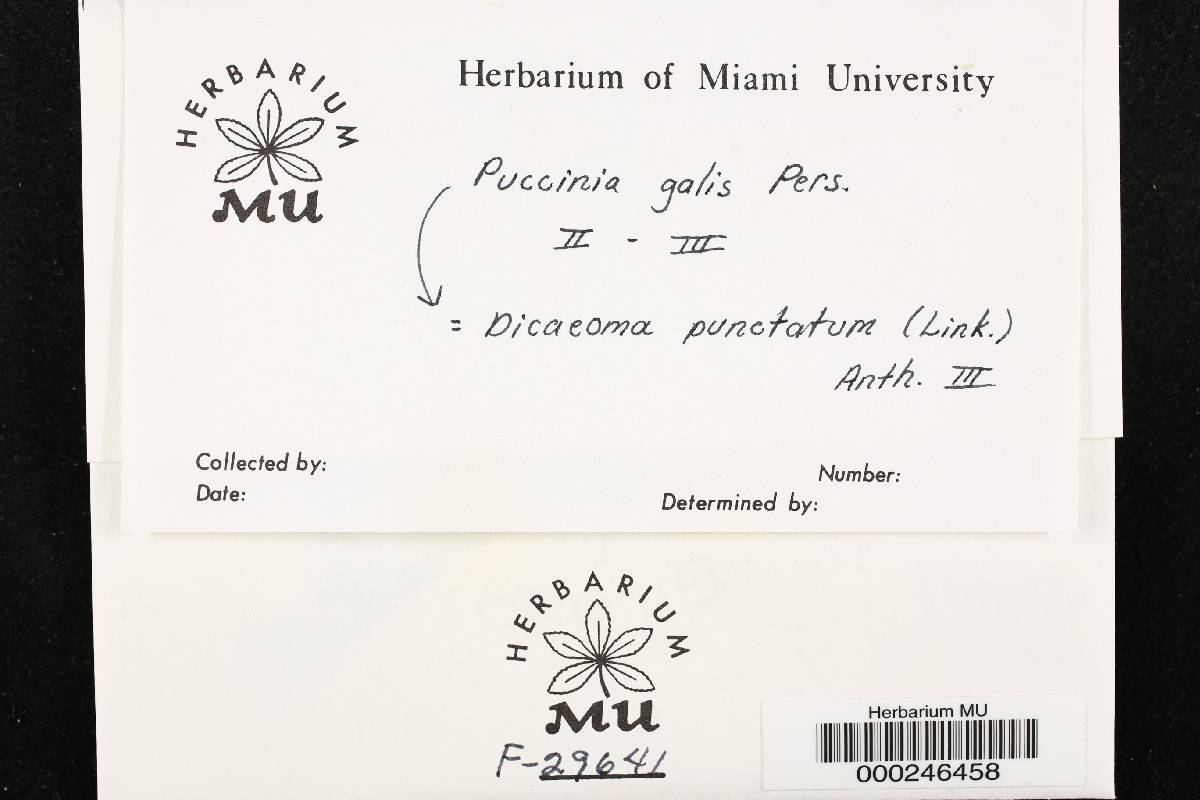 HERBARIUM
MU
Herbarium of Miami University
Puccinia galis Pers.
II - III
= Dicaeoma punctatum (Link.)
Anth. III
Collected by:
Number:
Date:
Determined by:
HERBARIUM
MU
F-29641
Herbarium MU
000246458